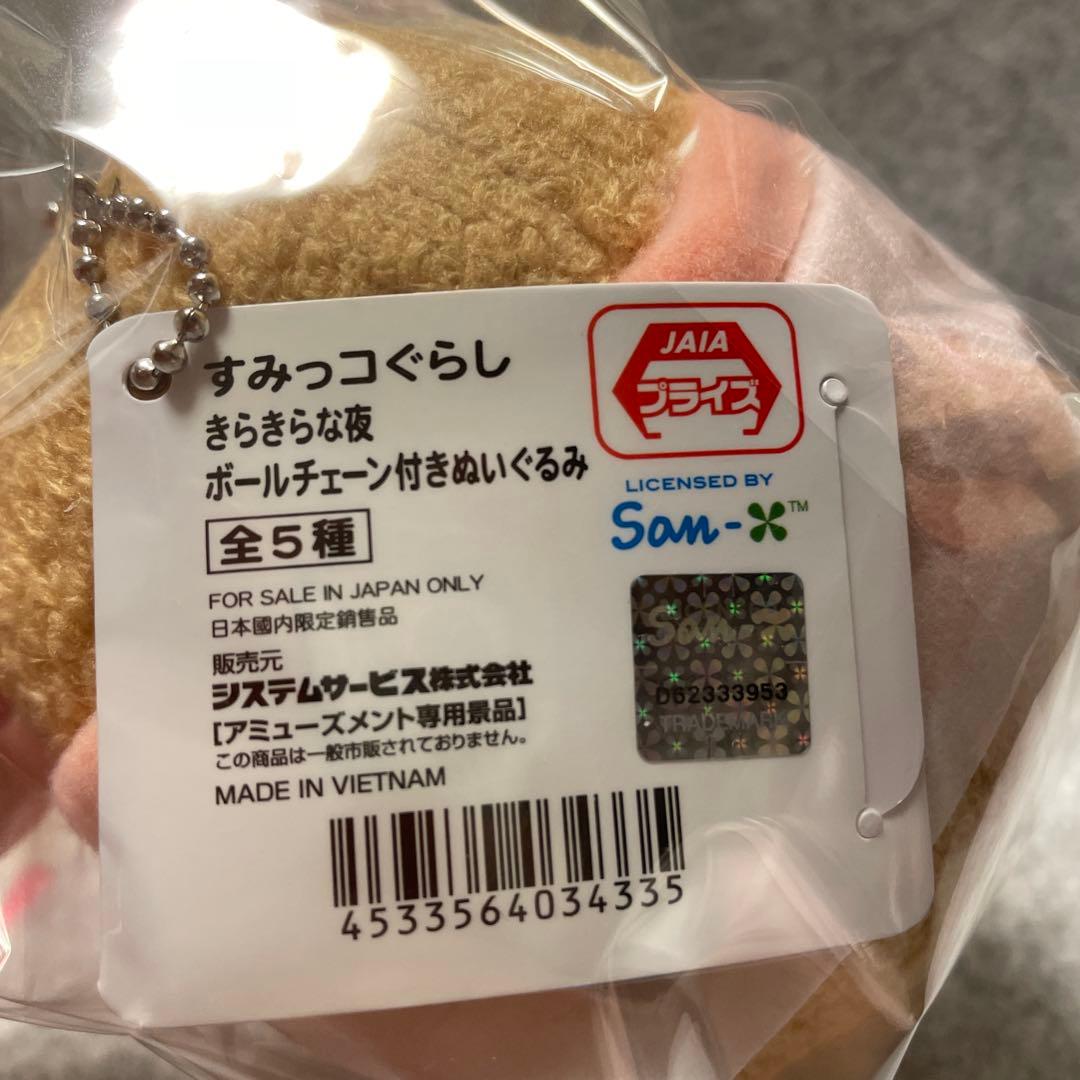 すみっコぐらし
きらきらな夜
ボールチェーン付きぬいぐるみ
全5種
FOR SALE IN JAPAN ONLY
日本國内限定銷售品
販売元
システムサービス株式会社
[アミューズメント専用景品]
この商品は一般市販されておりません。
MADE IN VIETNAM
4533564034335
JAIA
プライズ
LICENSED BY
San-X™
San-X
D62333953
TRADEMARK